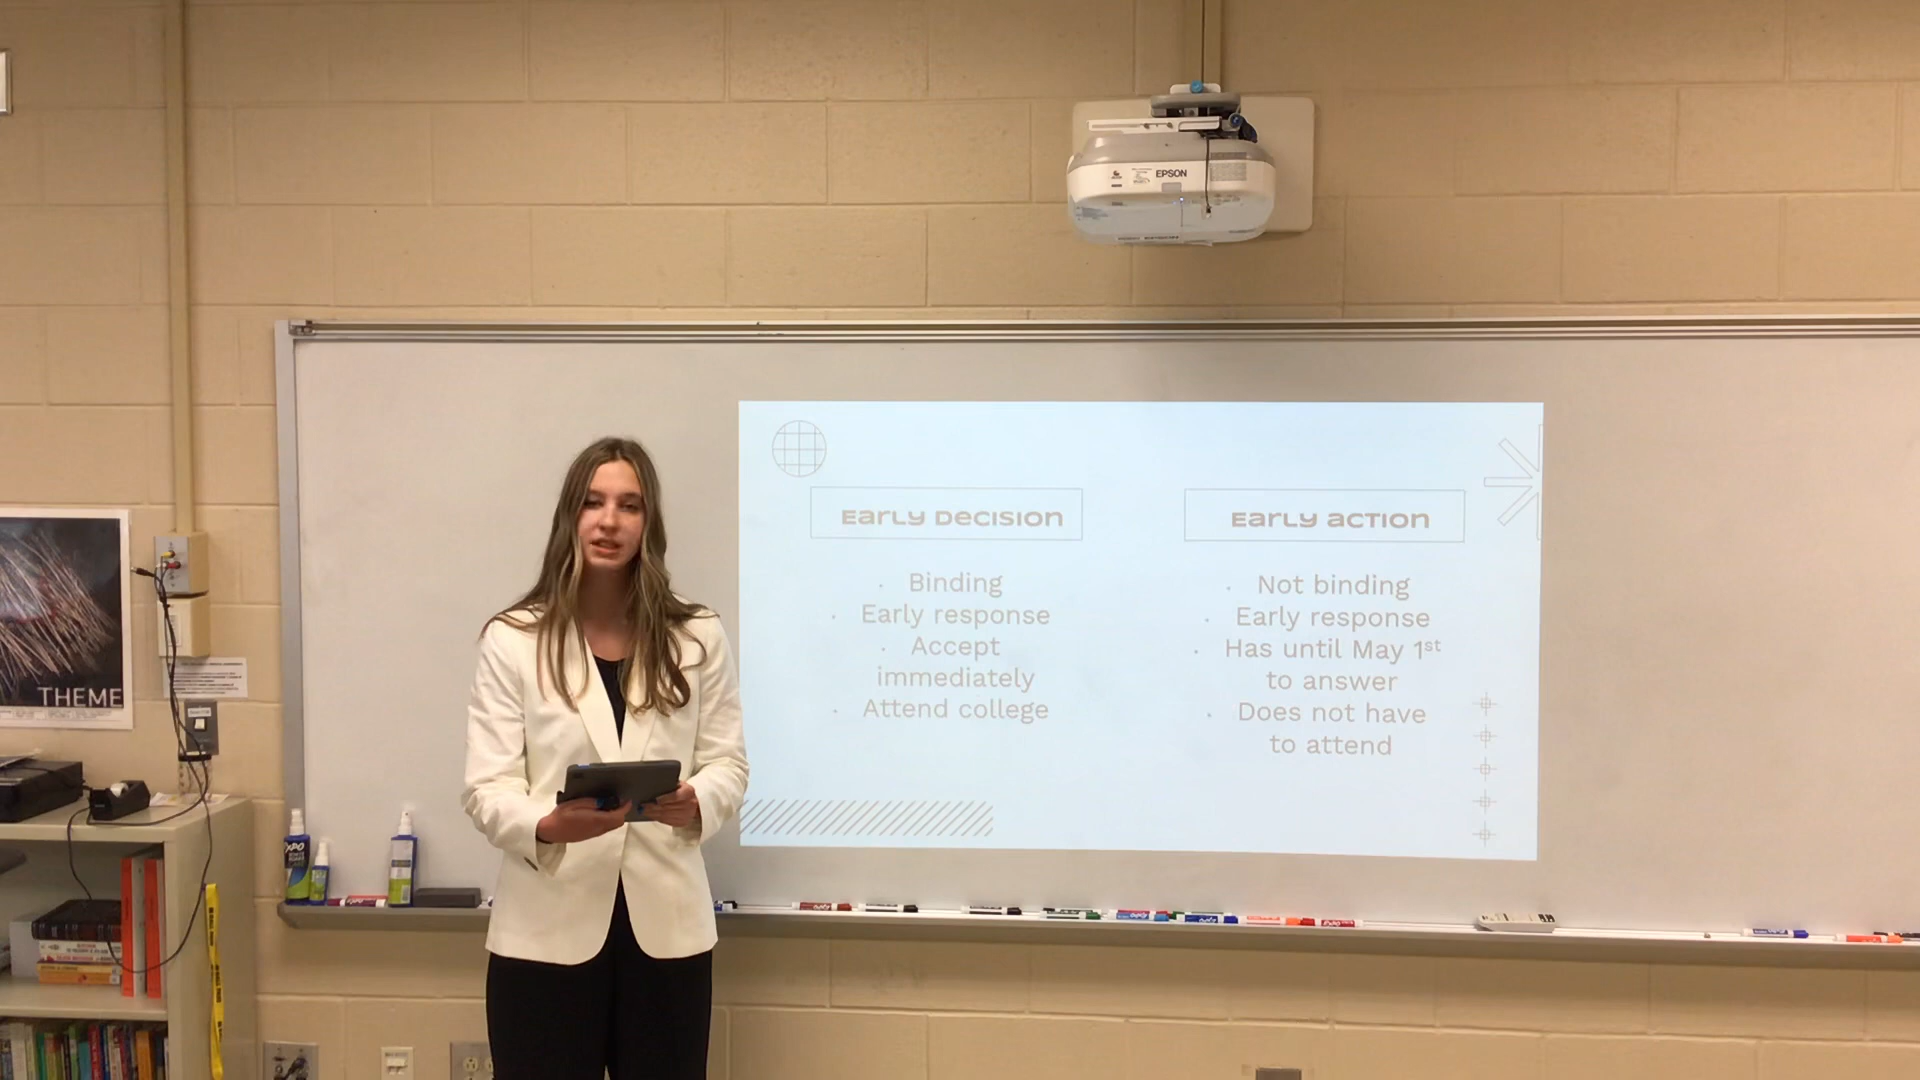 EPSON
Early Decision
Binding
Early response
Accept
immediately
Attend college
Early Action
Not binding
Early response
Has until May 1st
to answer
Does not have
to attend
THEME
EXPO